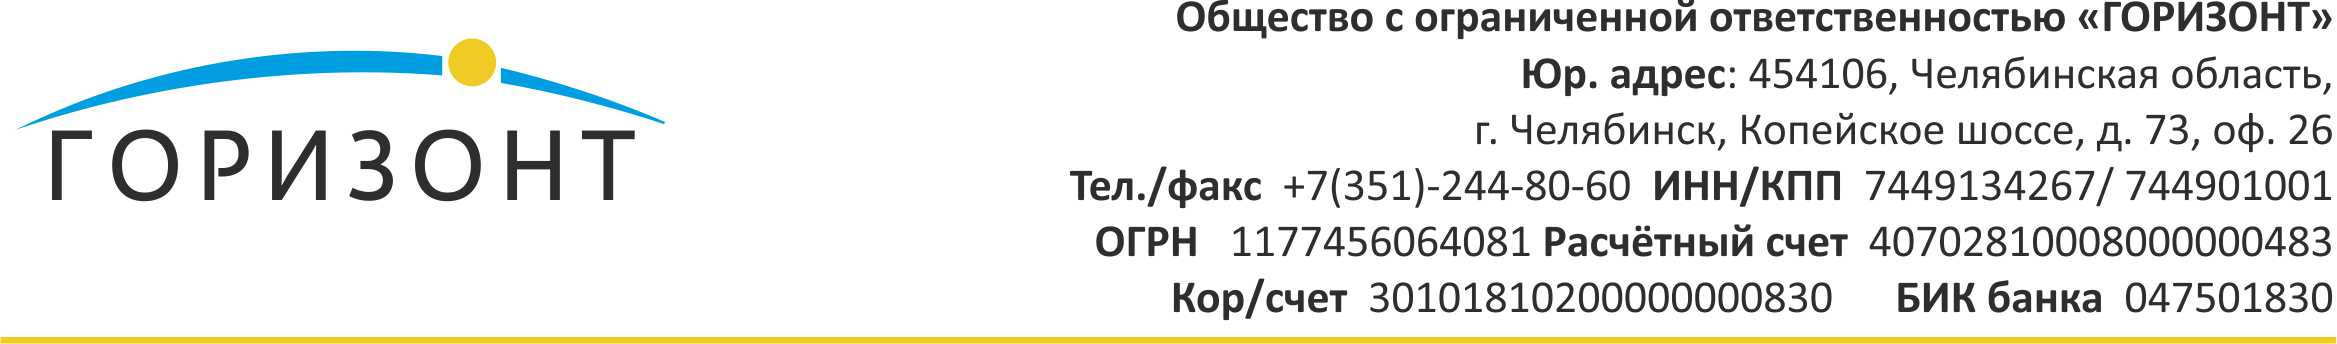 ГОРИЗОНТ
Общество с ограниченной ответственностью «ГОРИЗОНТ»
Юр. адрес: 454106, Челябинская область,
г. Челябинск, Копейское шоссе, д. 73, оф. 26
Тел./факс +7(351)-244-80-60 ИНН/КПП 7449134267/ 744901001
ОГРН 1177456064081 Расчётный счет 40702810008000000483
Кор/счет 30101810200000000830 БИК банка 047501830